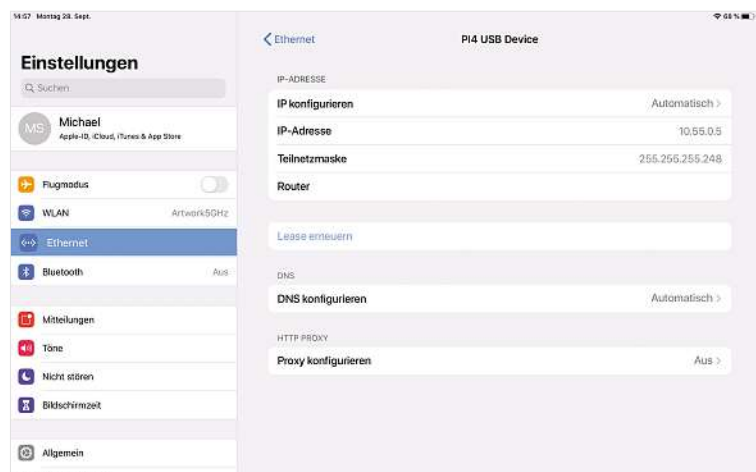 14:57 Montag 28. Sept.
68 %
Einstellungen
Suchen
MS
Michael
Apple-ID, iCloud, iTunes & App Store
Flugmodus
WLAN
Artwork5GHz
Ethernet
Bluetooth
Aus
Mitteilungen
Töne
Nicht stören
Bildschirmzeit
Allgemein
Ethernet
PI4 USB Device
IP-ADRESSE
IP konfigurieren
Automatisch
IP-Adresse
10.55.0.5
Teilnetzmaske
255.255.255.248
Router
Lease erneuern
DNS
DNS konfigurieren
Automatisch
HTTP PROXY
Proxy konfigurieren
Aus